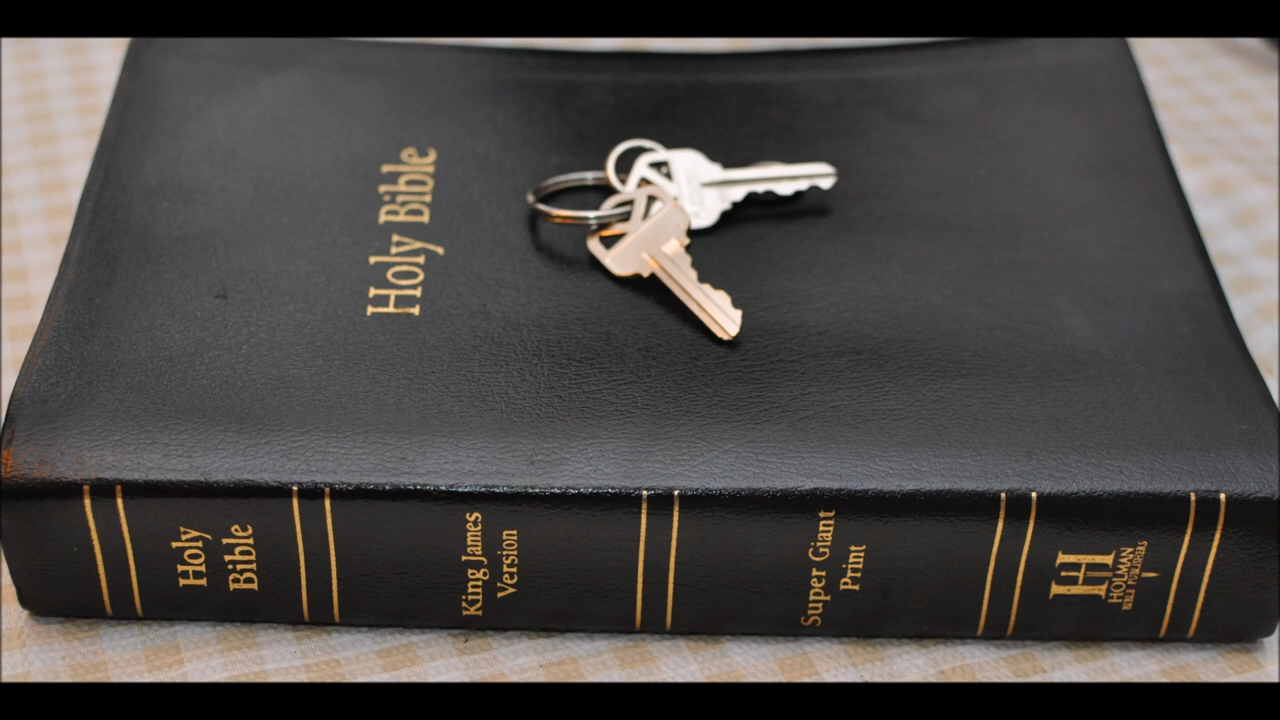 Holy Bible
Holy
Bible
King James
Version
Super Giant
Print
HOLMAN
BIBLE PUBLISHERS